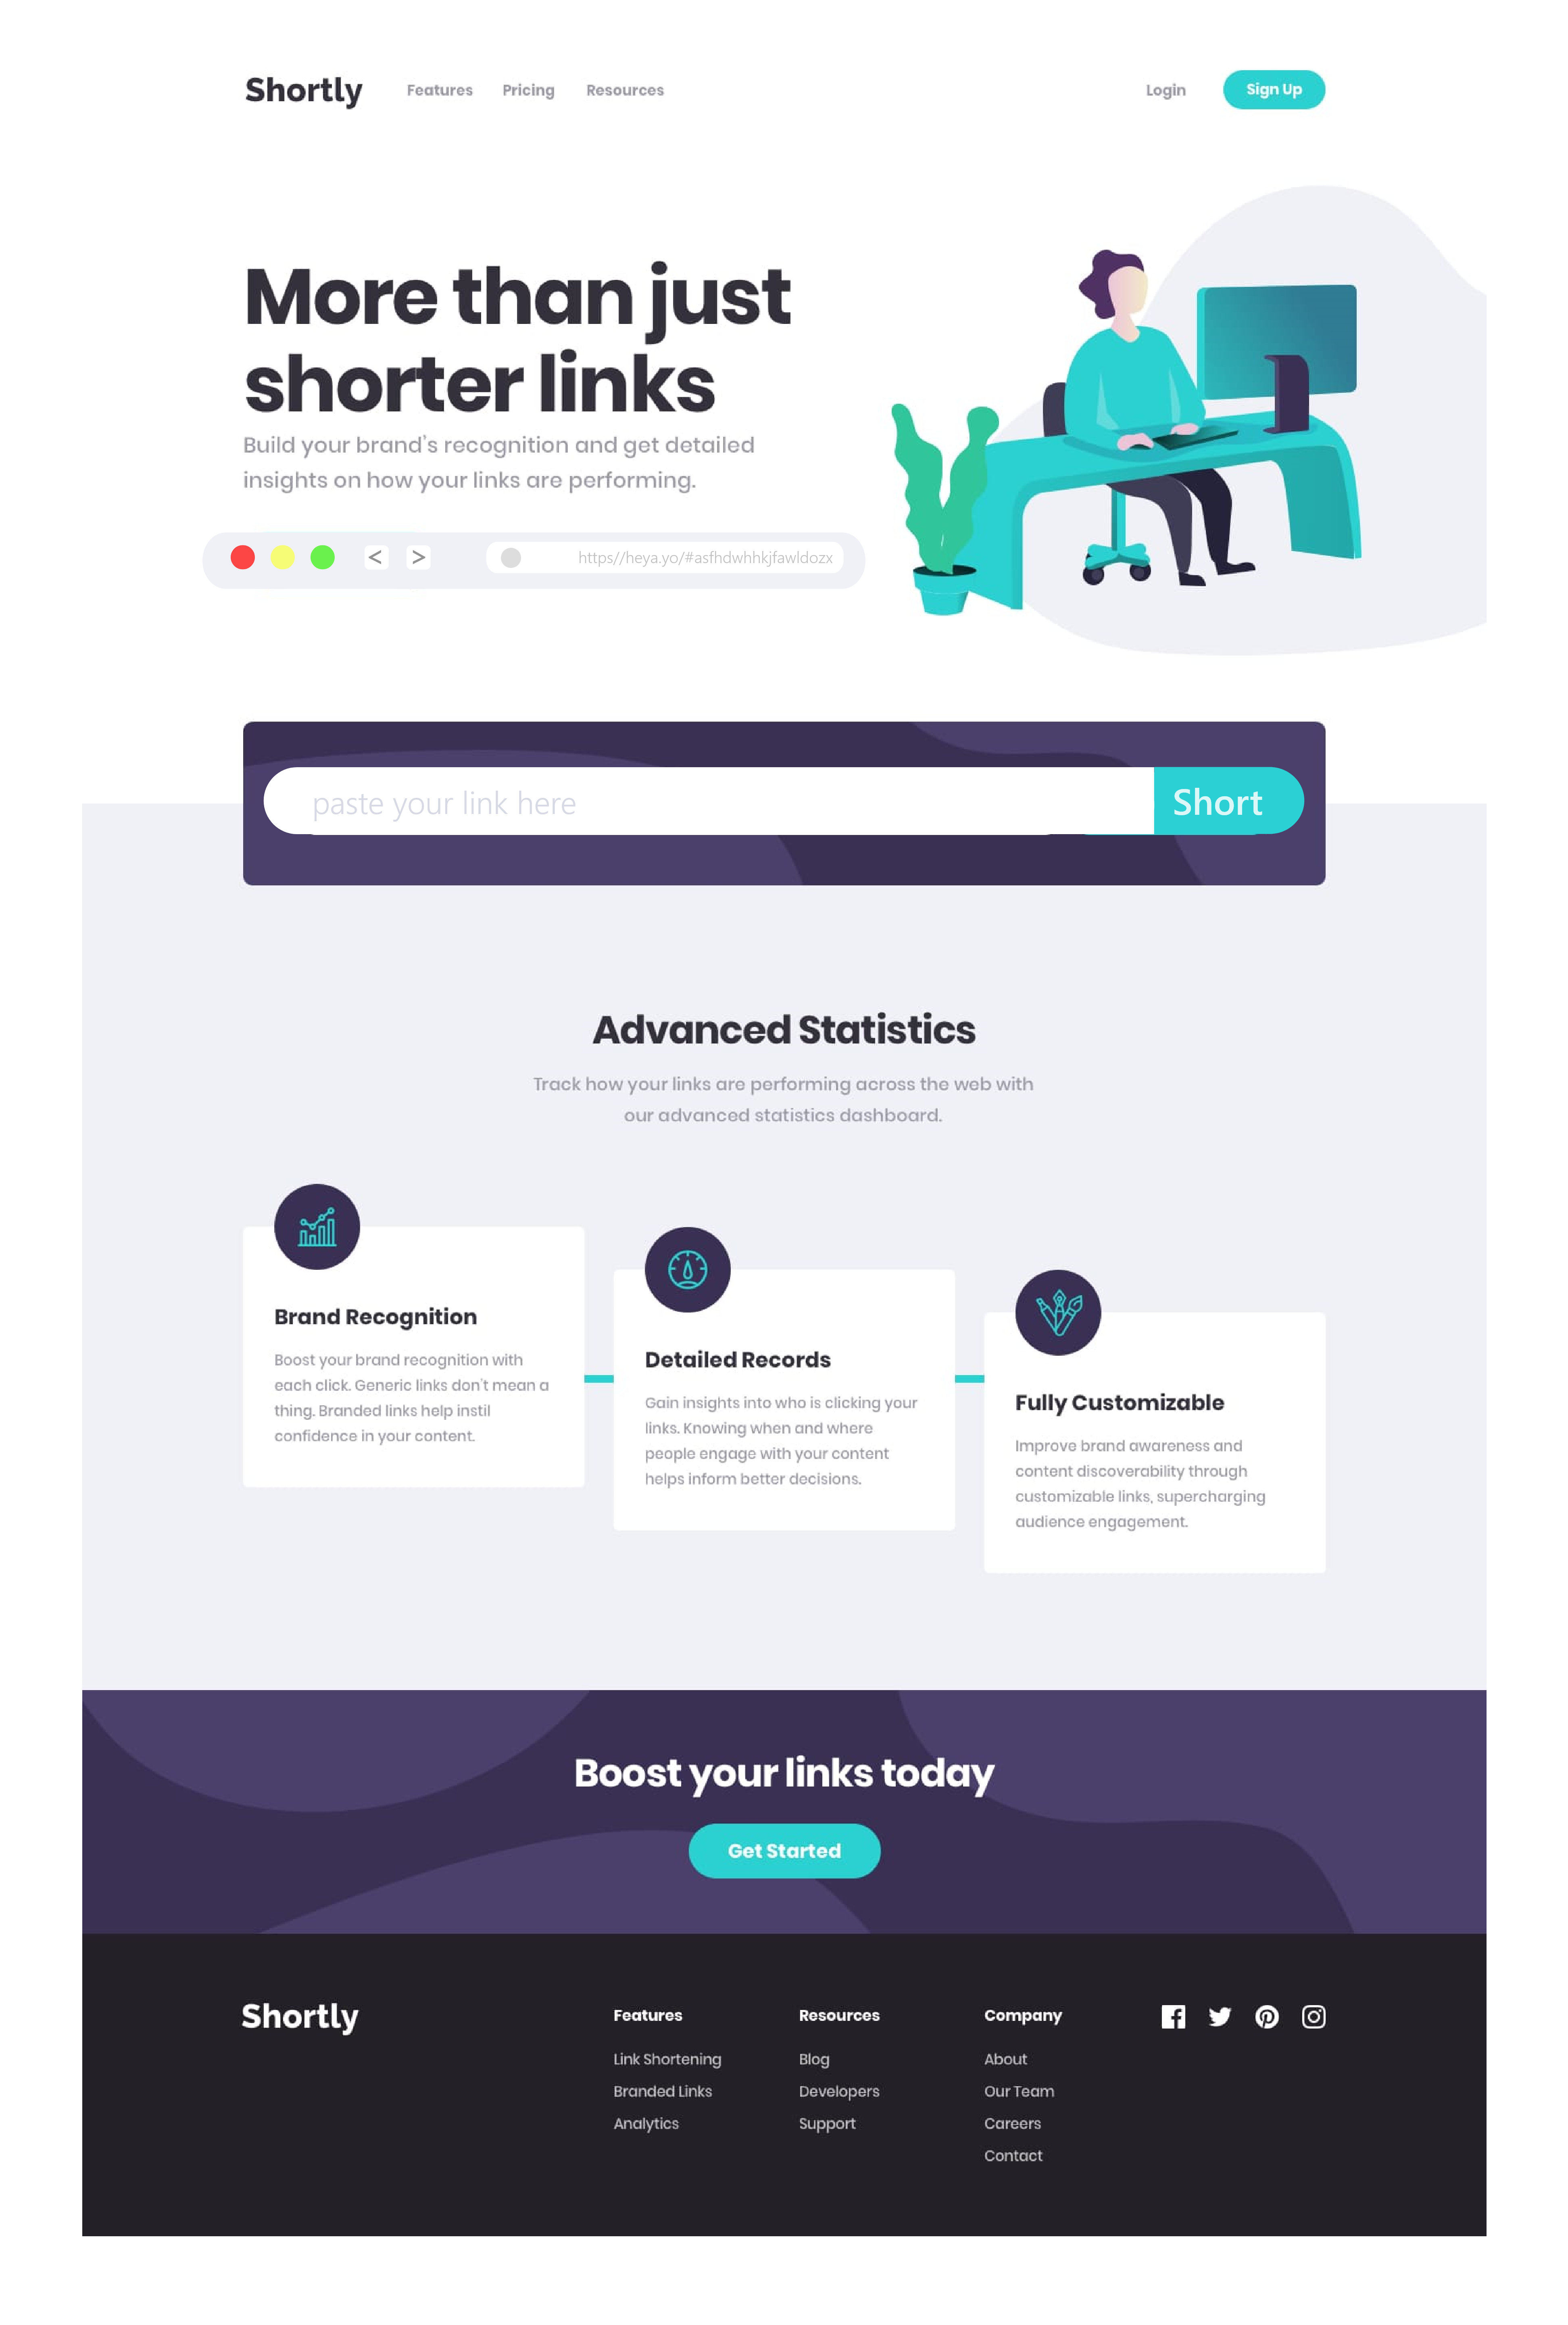 Shortly
Features
Pricing
Resources
Login
Sign Up
More than just
shorter links
Build your brand's recognition and get detailed
insights on how your links are performing.
< >
https//heya.yo/#asfhdwhhkjfawldozx
paste your link here
Short
Advanced Statistics
Track how your links are performing across the web with
our advanced statistics dashboard.
Brand Recognition
Boost your brand recognition with
each click. Generic links don't mean a
thing. Branded links help instil
confidence in your content.
Detailed Records
Gain insights into who is clicking your
links. Knowing when and where
people engage with your content
helps inform better decisions.
Fully Customizable
Improve brand awareness and
content discoverability through
customizable links, supercharging
audience engagement.
Boost your links today
Get Started
Shortly
Features
Link Shortening
Branded Links
Analytics
Resources
Blog
Developers
Support
Company
About
Our Team
Careers
Contact